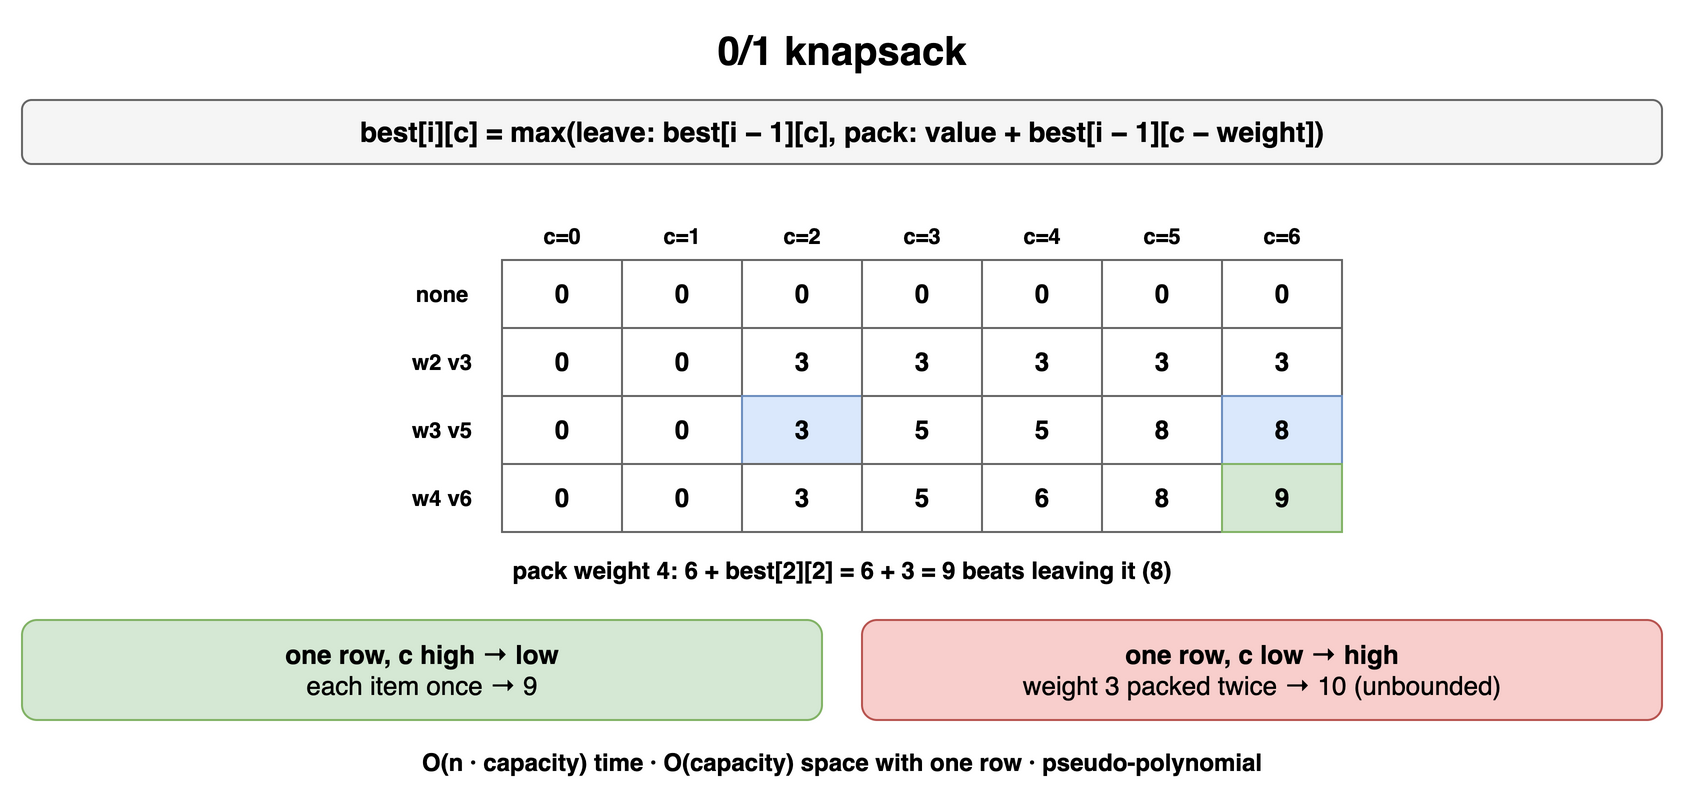 0/1 knapsack
best[i][c] = max(leave: best[i − 1][c], pack: value + best[i − 1][c − weight])
c=0 c=1 c=2 c=3 c=4 c=5 c=6
none 0 0 0 0 0 0 0
w2 v3 0 0 3 3 3 3 3
w3 v5 0 0 3 5 5 8 8
w4 v6 0 0 3 5 6 8 9
pack weight 4: 6 + best[2][2] = 6 + 3 = 9 beats leaving it (8)
one row, c high → low
each item once → 9
one row, c low → high
weight 3 packed twice → 10 (unbounded)
O(n · capacity) time · O(capacity) space with one row · pseudo-polynomial